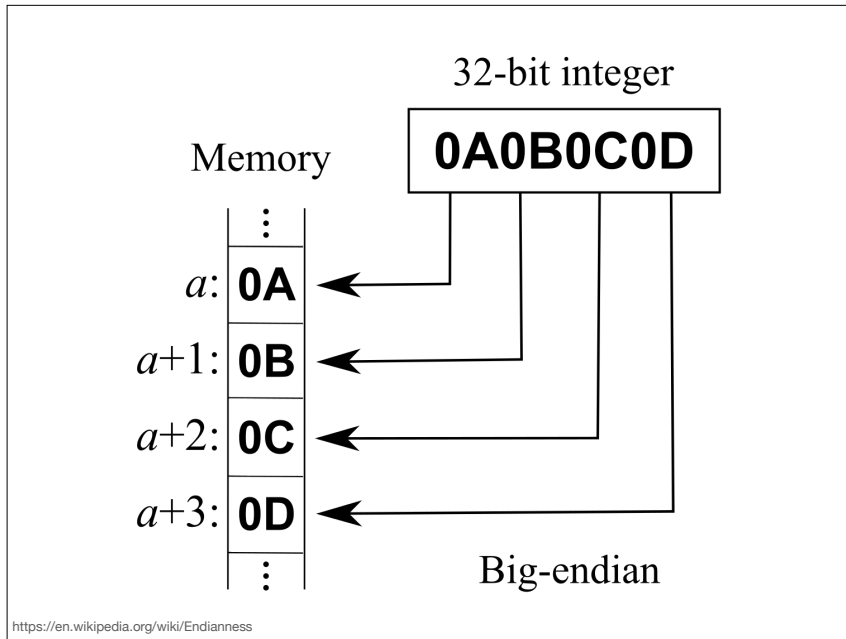 32-bit integer
0A0B0C0D
Memory
⋮
a: 0A
a+1: 0B
a+2: 0C
a+3: 0D
⋮
Big-endian
https://en.wikipedia.org/wiki/Endianness